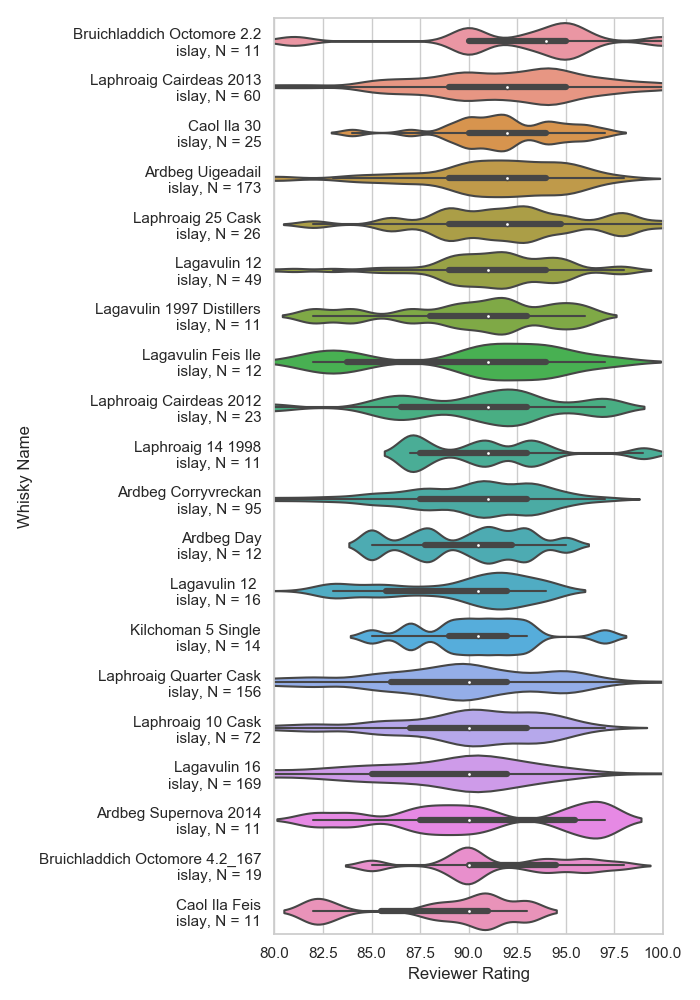 Bruichladdich Octomore 2.2
islay, N = 11
Laphroaig Cairdeas 2013
islay, N = 60
Caol Ila 30
islay, N = 25
Ardbeg Uigeadail
islay, N = 173
Laphroaig 25 Cask
islay, N = 26
Lagavulin 12
islay, N = 49
Lagavulin 1997 Distillers
islay, N = 11
Lagavulin Feis Ile
islay, N = 12
Laphroaig Cairdeas 2012
islay, N = 23
Laphroaig 14 1998
islay, N = 11
Ardbeg Corryvreckan
islay, N = 95
Ardbeg Day
islay, N = 12
Lagavulin 12
islay, N = 16
Kilchoman 5 Single
islay, N = 14
Laphroaig Quarter Cask
islay, N = 156
Laphroaig 10 Cask
islay, N = 72
Lagavulin 16
islay, N = 169
Ardbeg Supernova 2014
islay, N = 11
Bruichladdich Octomore 4.2_167
islay, N = 19
Caol Ila Feis
islay, N = 11
Whisky Name
80.0 82.5 85.0 87.5 90.0 92.5 95.0 97.5 100.0
Reviewer Rating